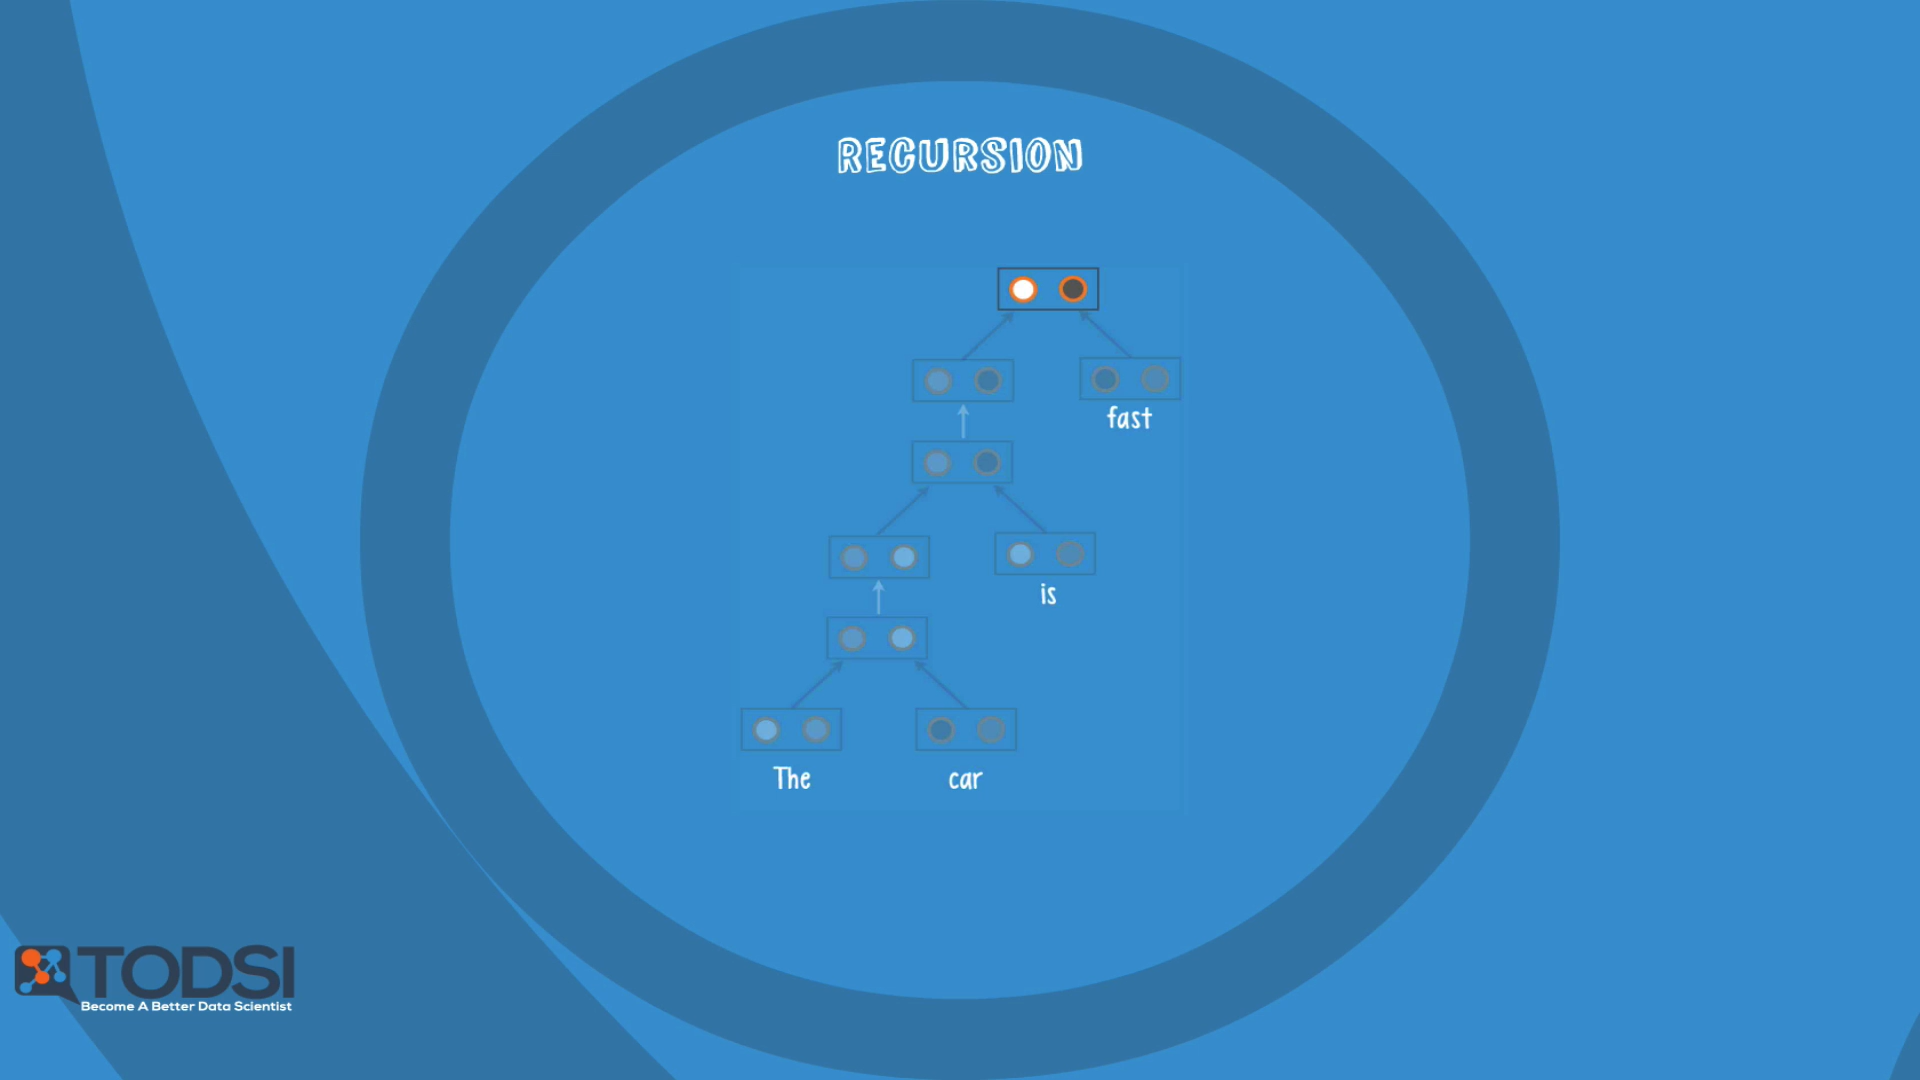 RECURSION
fast
is
The
car
TODSI
Become A Better Data Scientist